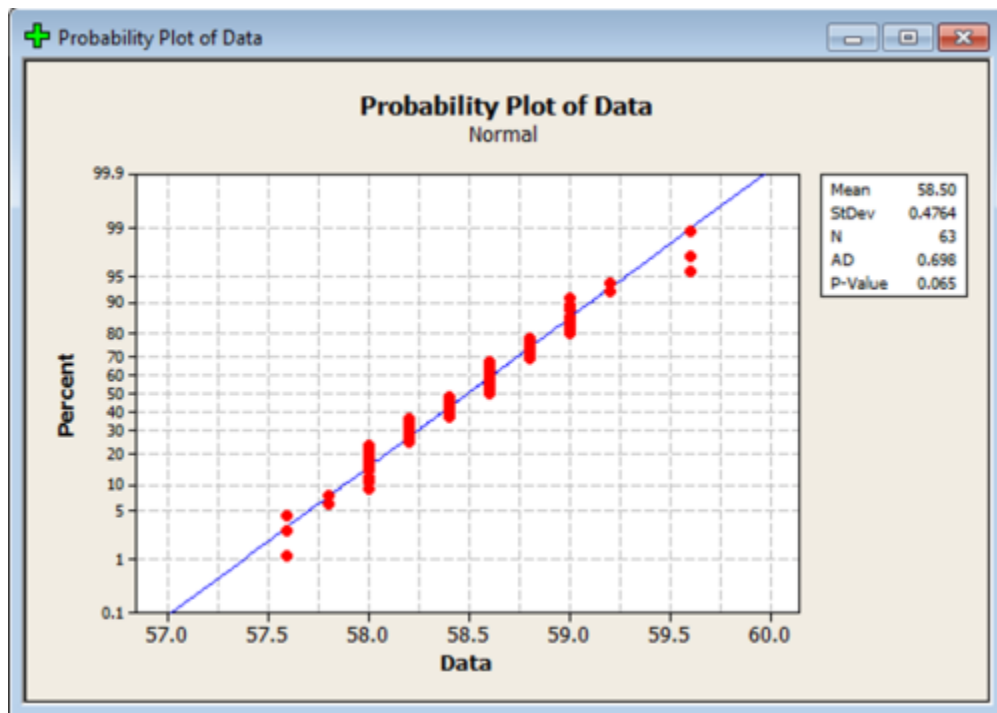 Probability Plot of Data
Probability Plot of Data
Normal
99.9
99
95
90
80
70
60
50
40
30
20
10
5
1
0.1
Percent
57.0 57.5 58.0 58.5 59.0 59.5 60.0
Data
Mean 58.50
StDev 0.4764
N 63
AD 0.698
P-Value 0.065